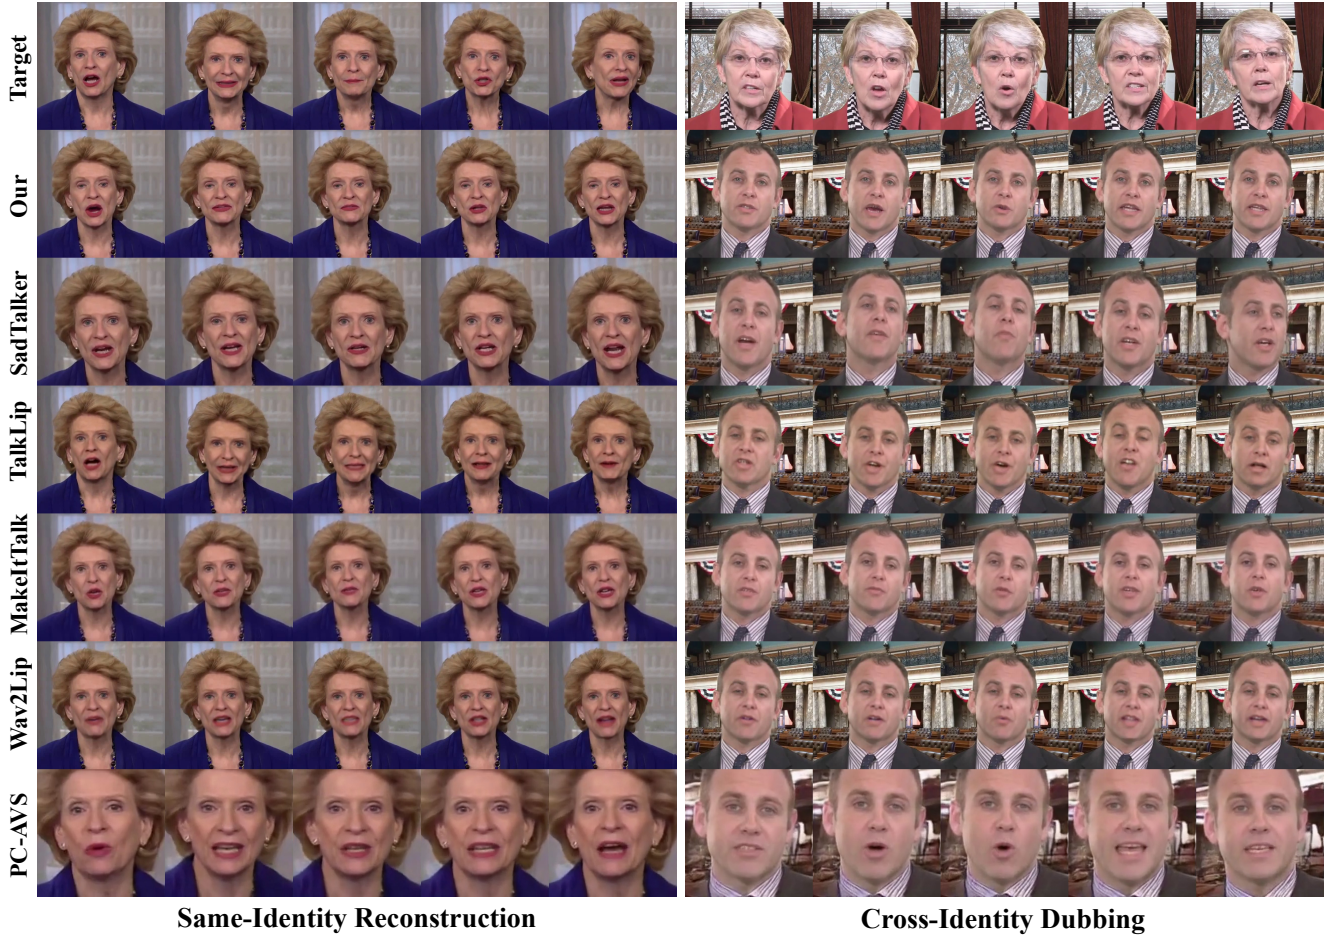 Target
Our
SadTalker
TalkLip
MakeItTalk
Wav2Lip
PC-AVS
Same-Identity Reconstruction
Cross-Identity Dubbing